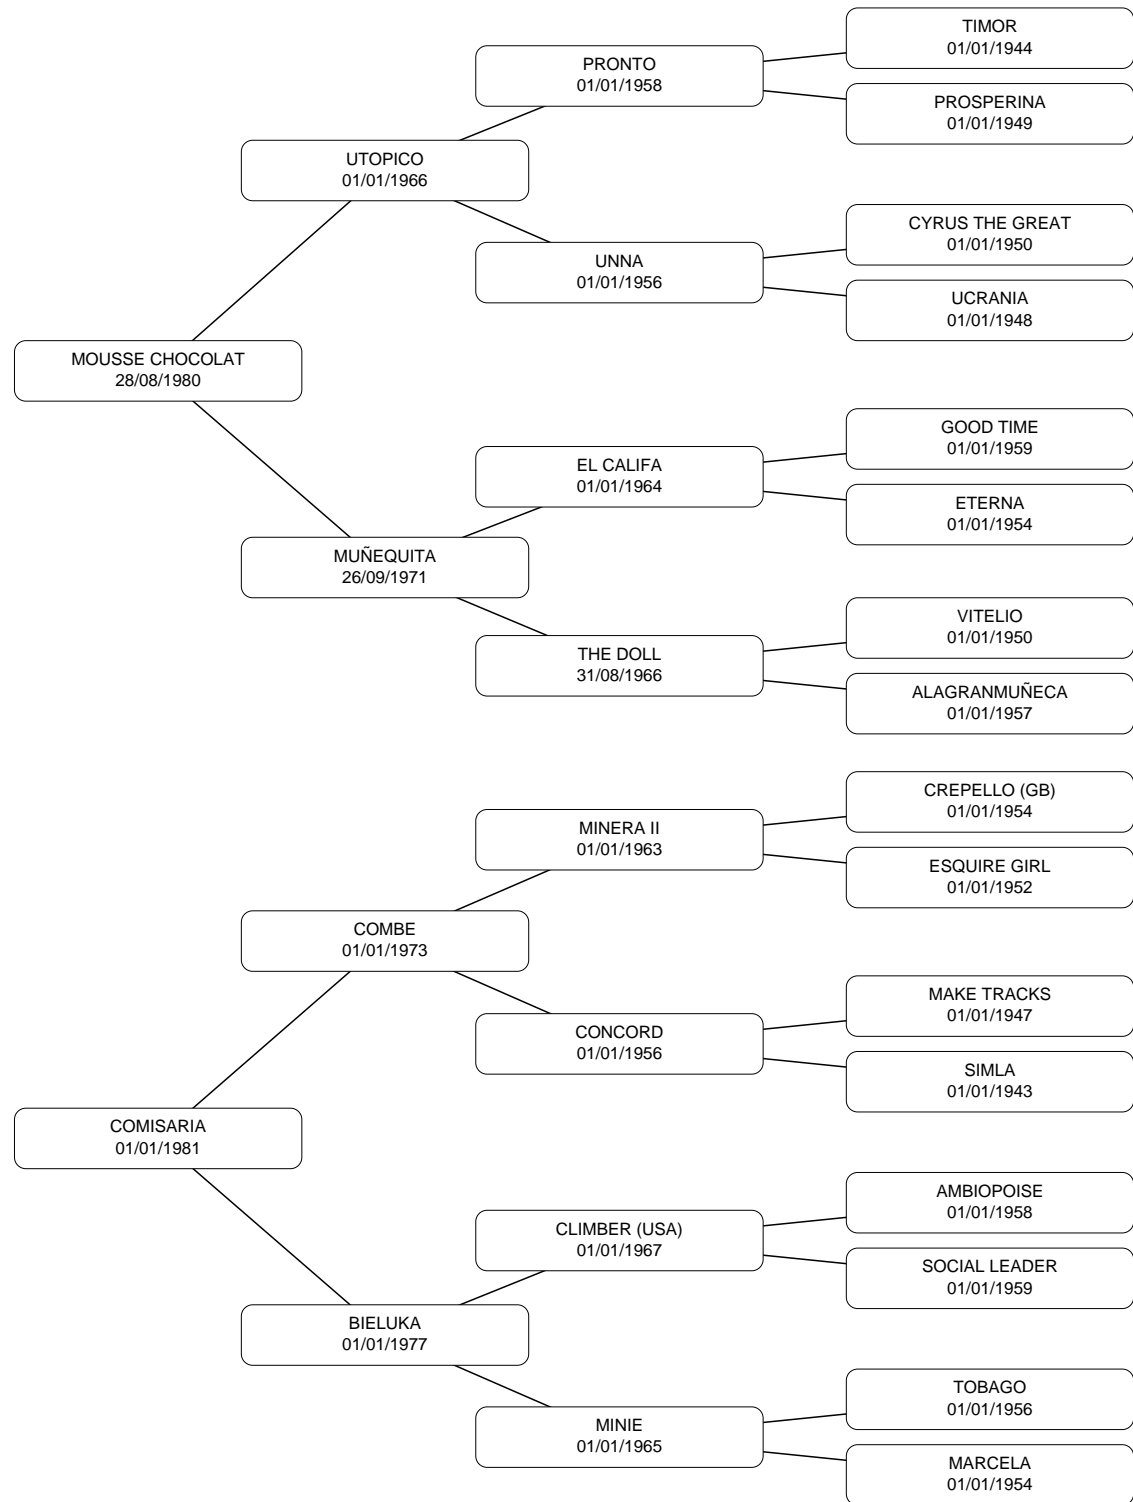 TIMOR
01/01/1944
PRONTO
01/01/1958
PROSPERINA
01/01/1949
UTOPICO
01/01/1966
CYRUS THE GREAT
01/01/1950
UNNA
01/01/1956
UCRANIA
01/01/1948
MOUSSE CHOCOLAT
28/08/1980
GOOD TIME
01/01/1959
EL CALIFA
01/01/1964
ETERNA
01/01/1954
MUÑEQUITA
26/09/1971
VITELIO
01/01/1950
THE DOLL
31/08/1966
ALAGRANMUÑECA
01/01/1957
CREPELLO (GB)
01/01/1954
MINERA II
01/01/1963
ESQUIRE GIRL
01/01/1952
COMBE
01/01/1973
MAKE TRACKS
01/01/1947
CONCORD
01/01/1956
SIMLA
01/01/1943
COMISARIA
01/01/1981
AMBIOPOISE
01/01/1958
CLIMBER (USA)
01/01/1967
SOCIAL LEADER
01/01/1959
BIELUKA
01/01/1977
TOBAGO
01/01/1956
MINIE
01/01/1965
MARCELA
01/01/1954